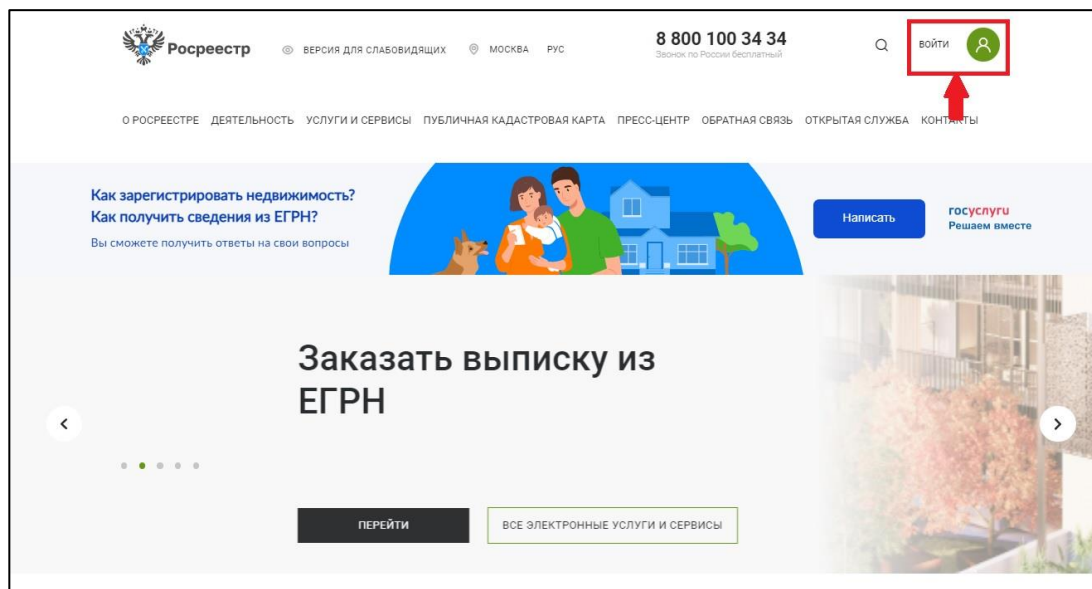 Росреестр
ВЕРСИЯ ДЛЯ СЛАБОВИДЯЩИХ
МОСКВА
РУС
8 800 100 34 34
Звонок по России бесплатный
ВОЙТИ
О РОСРЕЕСТРЕ ДЕЯТЕЛЬНОСТЬ УСЛУГИ И СЕРВИСЫ ПУБЛИЧНАЯ КАДАСТРОВАЯ КАРТА ПРЕСС-ЦЕНТР ОБРАТНАЯ СВЯЗЬ ОТКРЫТАЯ СЛУЖБА КОНТАКТЫ
Как зарегистрировать недвижимость?
Как получить сведения из ЕГРН?
Вы сможете получить ответы на свои вопросы
Написать
госуслуги
Решаем вместе
Заказать выписку из
ЕГРН
ПЕРЕЙТИ
ВСЕ ЭЛЕКТРОННЫЕ УСЛУГИ И СЕРВИСЫ